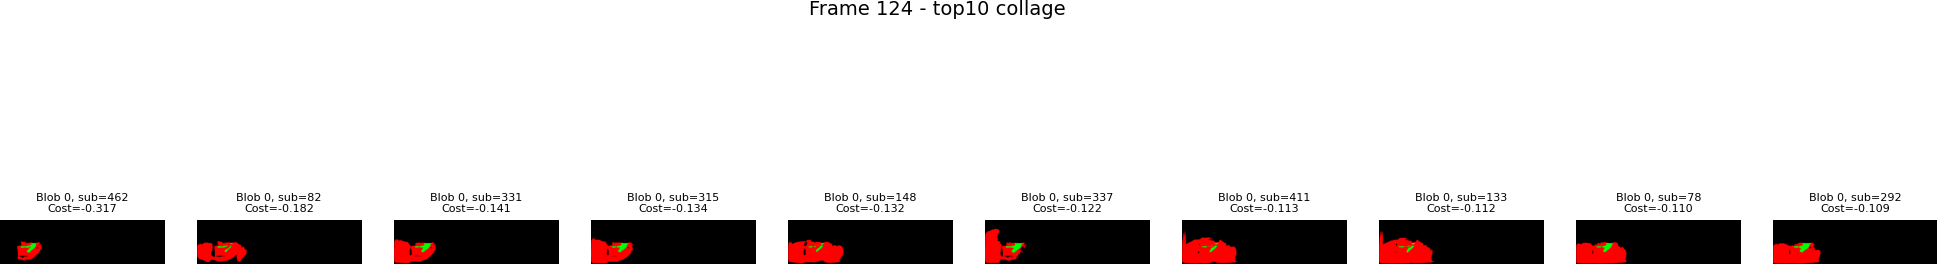 Frame 124 - top10 collage
Blob 0, sub=462
Cost=-0.317
Blob 0, sub=82
Cost=-0.182
Blob 0, sub=331
Cost=-0.141
Blob 0, sub=315
Cost=-0.134
Blob 0, sub=148
Cost=-0.132
Blob 0, sub=337
Cost=-0.122
Blob 0, sub=411
Cost=-0.113
Blob 0, sub=133
Cost=-0.112
Blob 0, sub=78
Cost=-0.110
Blob 0, sub=292
Cost=-0.109